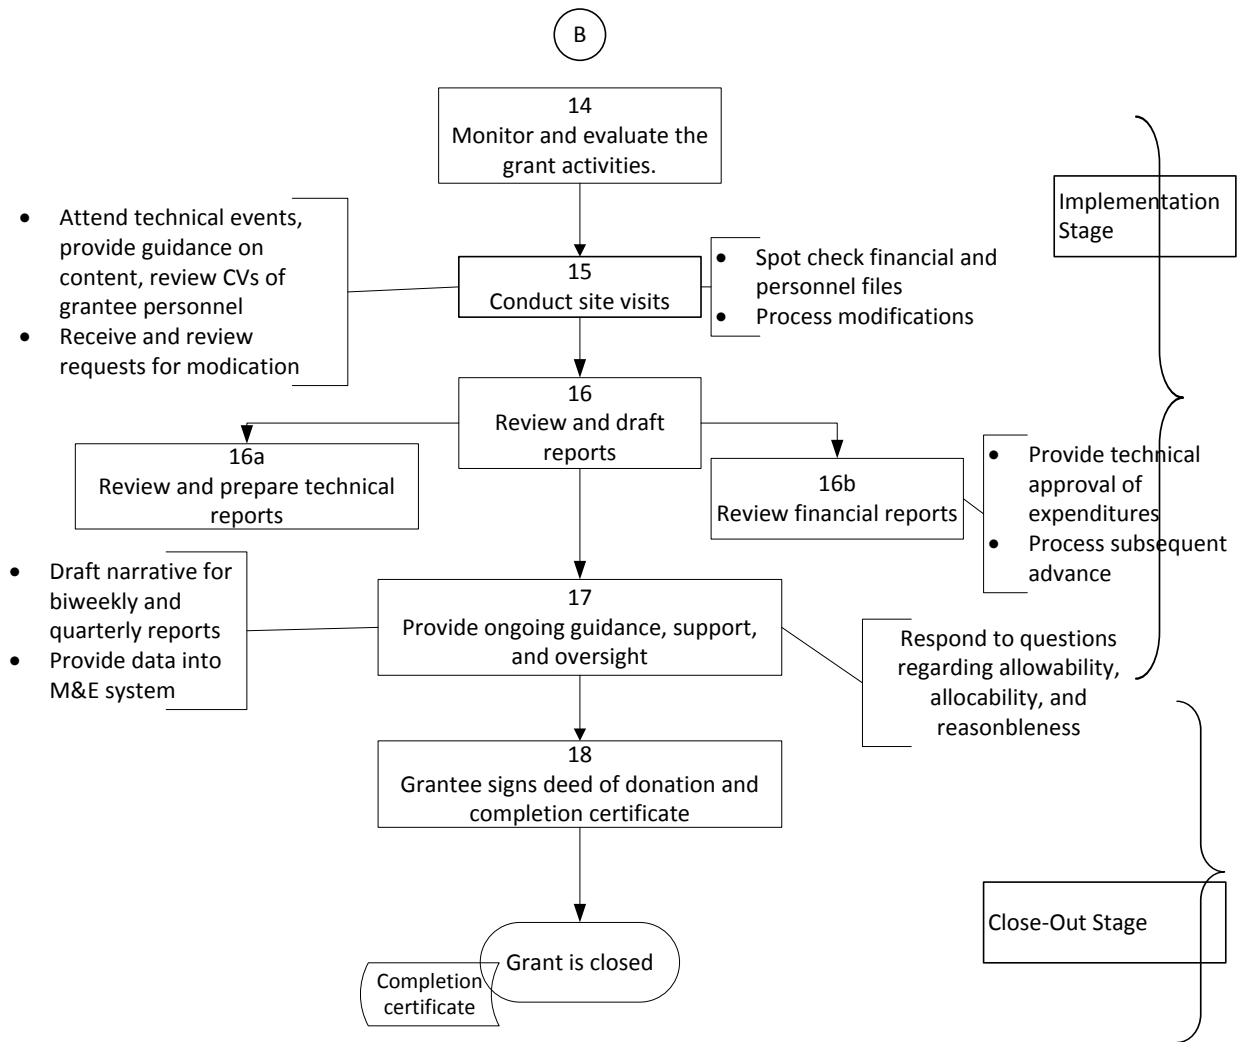 B
14
Monitor and evaluate the
grant activities.
Implementation
Stage
• Attend technical events,
provide guidance on
content, review CVs of
grantee personnel
• Receive and review
requests for modication
15
Conduct site visits
• Spot check financial and
personnel files
• Process modifications
16
Review and draft
reports
16a
Review and prepare technical
reports
16b
Review financial reports
• Provide technical
approval of
expenditures
• Process subsequent
advance
• Draft narrative for
biweekly and
quarterly reports
• Provide data into
M&E system
17
Provide ongoing guidance, support,
and oversight
Respond to questions
regarding allowability,
allocability, and
reasonbleness
18
Grantee signs deed of donation and
completion certificate
Close-Out Stage
Grant is closed
Completion
certificate